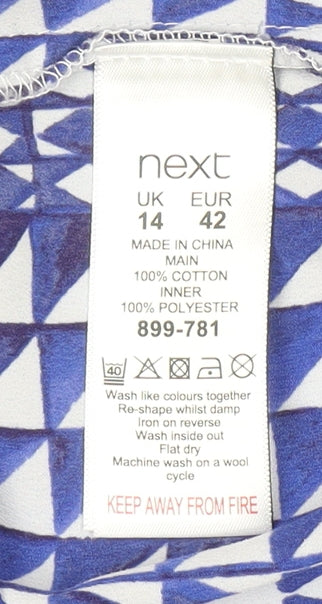 next
UK EUR
14 42
MADE IN CHINA
MAIN
100% COTTON
INNER
100% POLYESTER
899-781
40
Wash like colours together
Re-shape whilst damp
Iron on reverse
Wash inside out
Flat dry
Machine wash on a wool
cycle
KEEP AWAY FROM FIRE